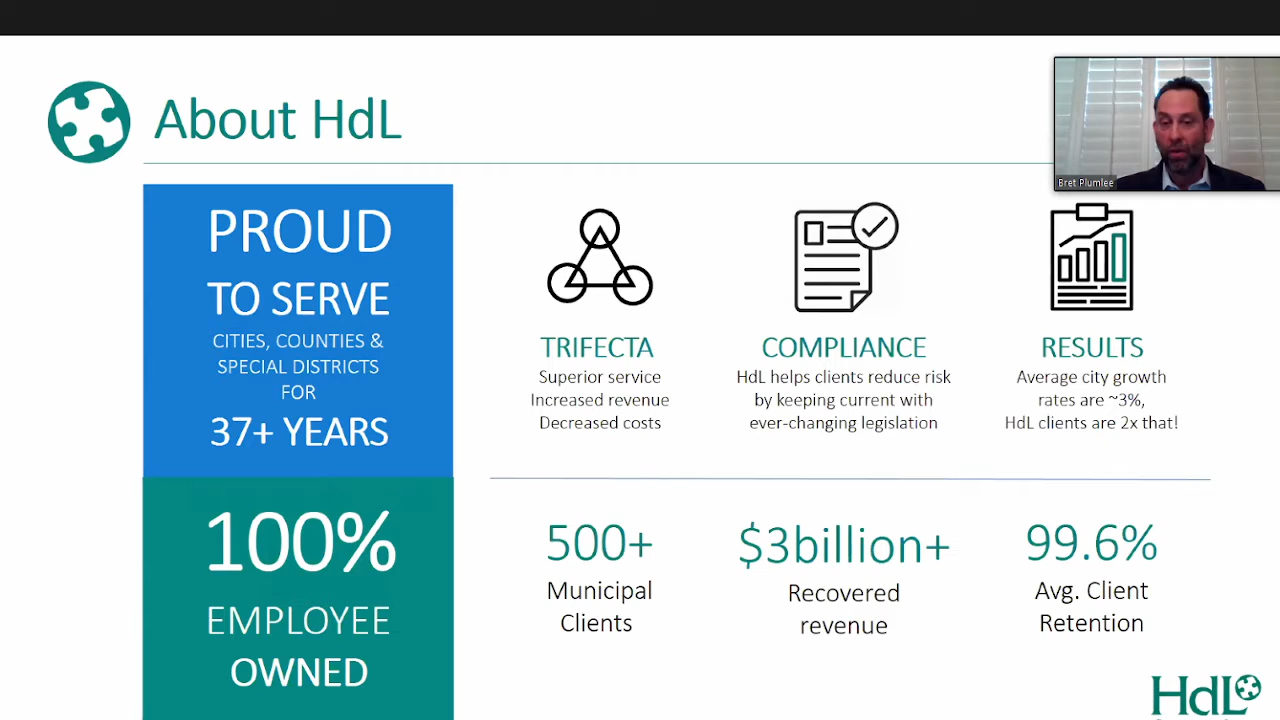 About HdL
Bret Plumlee
PROUD
TO SERVE
CITIES, COUNTIES &
SPECIAL DISTRICTS
FOR
37+ YEARS
100%
EMPLOYEE
OWNED
TRIFECTA
Superior service
Increased revenue
Decreased costs
COMPLIANCE
HdL helps clients reduce risk
by keeping current with
ever-changing legislation
RESULTS
Average city growth
rates are ~3%,
HdL clients are 2x that!
500+
Municipal
Clients
$3billion+
Recovered
revenue
99.6%
Avg. Client
Retention
HdL